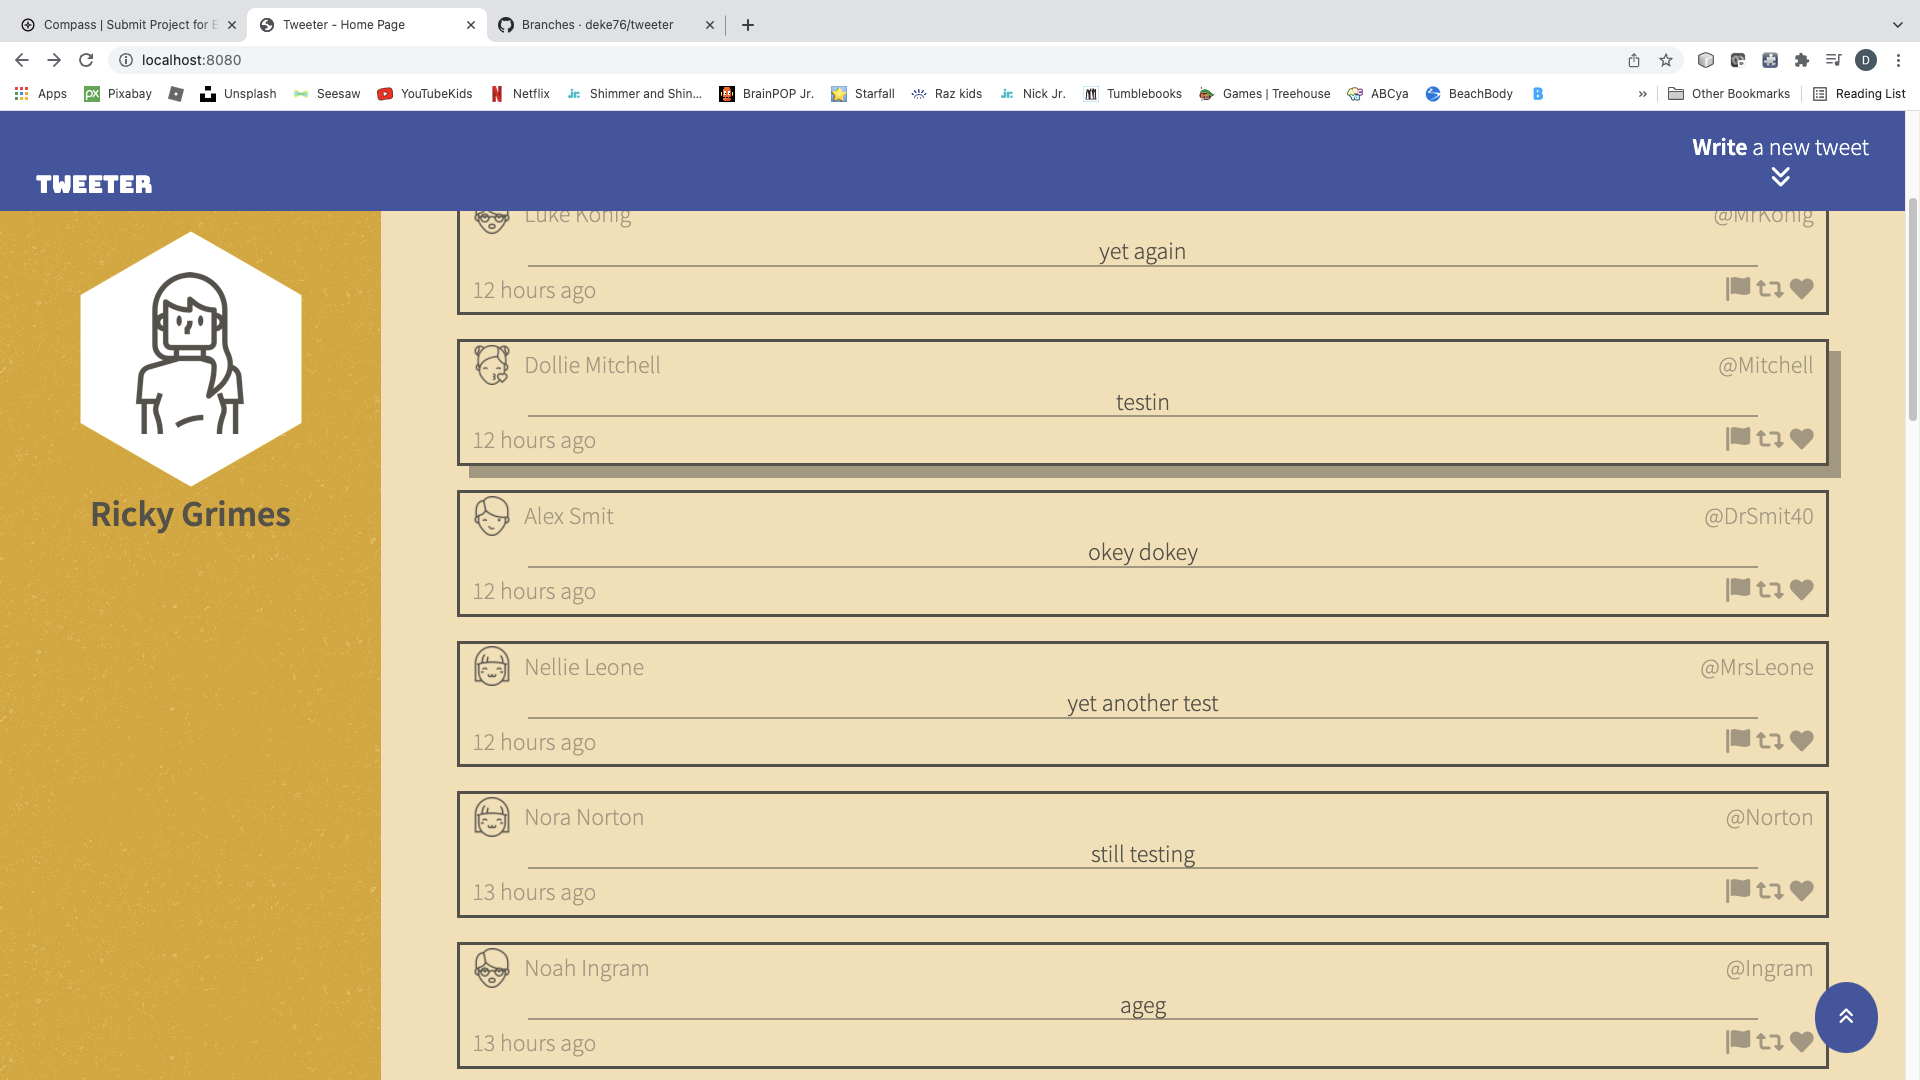 Compass | Submit Project for E
Tweeter - Home Page
Branches · deke76/tweeter
localhost:8080
D
Apps
Pixabay
Unsplash
Seesaw
YouTubeKids
Netflix
Shimmer and Shin...
BrainPOP Jr.
Starfall
Raz kids
Nick Jr.
Tumblebooks
Games | Treehouse
ABCya
BeachBody
»
Other Bookmarks
Reading List
Write a new tweet
TWEETER
Ricky Grimes
Luke Konig
@MrKonig
yet again
12 hours ago
Dollie Mitchell
@Mitchell
testin
12 hours ago
Alex Smit
@DrSmit40
okey dokey
12 hours ago
Nellie Leone
@MrsLeone
yet another test
12 hours ago
Nora Norton
@Norton
still testing
13 hours ago
Noah Ingram
@Ingram
ageg
13 hours ago